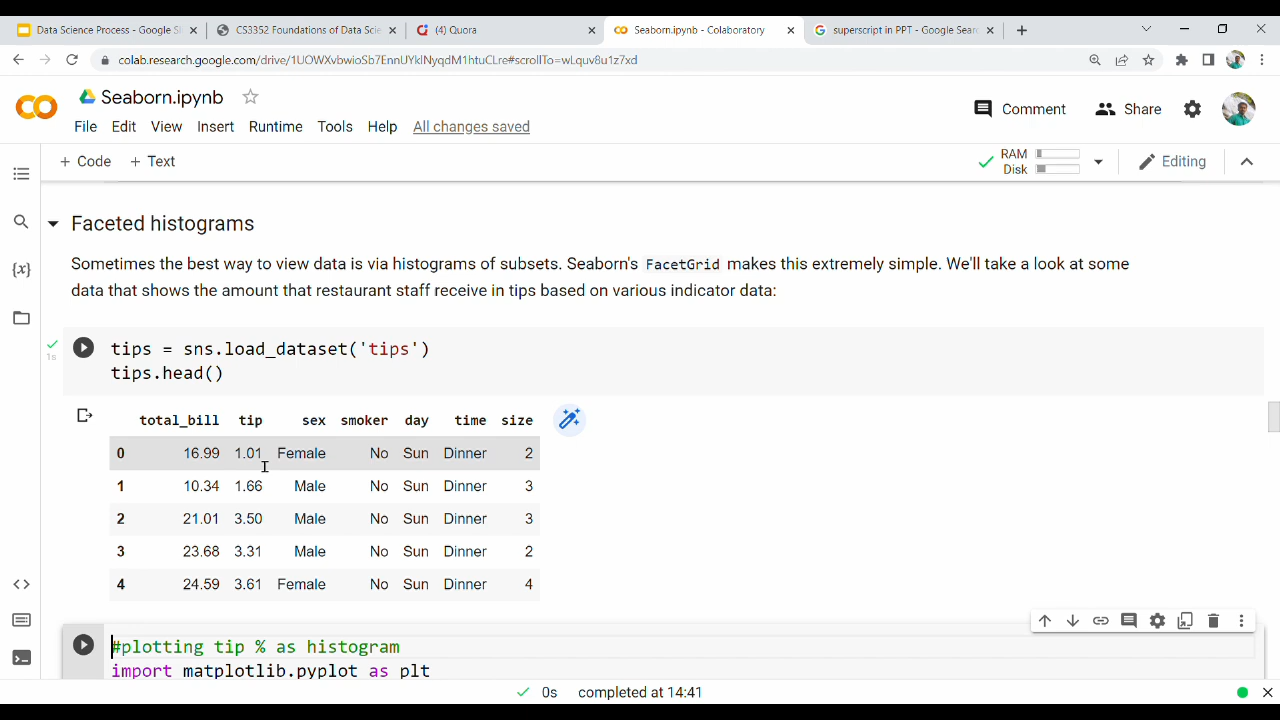 Data Science Process - Google Sl
CS3352 Foundations of Data Scie
(4) Quora
Seaborn.ipynb - Colaboratory
superscript in PPT - Google Searc
colab.research.google.com/drive/1UOWXvbwioSb7EnnUYklNyqdM1htuCLre#scrollTo=wLquv8u1z7xd
Seaborn.ipynb
File Edit View Insert Runtime Tools Help All changes saved
Comment Share
+ Code + Text
RAM
Disk
Editing
Faceted histograms
Sometimes the best way to view data is via histograms of subsets. Seaborn's FacetGrid makes this extremely simple. We'll take a look at some
data that shows the amount that restaurant staff receive in tips based on various indicator data:
{x}
1s
tips = sns.load_dataset('tips')
tips.head()
total_bill tip sex smoker day time size
0 16.99 1.01 Female No Sun Dinner 2
1 10.34 1.66 Male No Sun Dinner 3
2 21.01 3.50 Male No Sun Dinner 3
3 23.68 3.31 Male No Sun Dinner 2
4 24.59 3.61 Female No Sun Dinner 4
#plotting tip % as histogram
import matplotlib.pyplot as plt
0s completed at 14:41